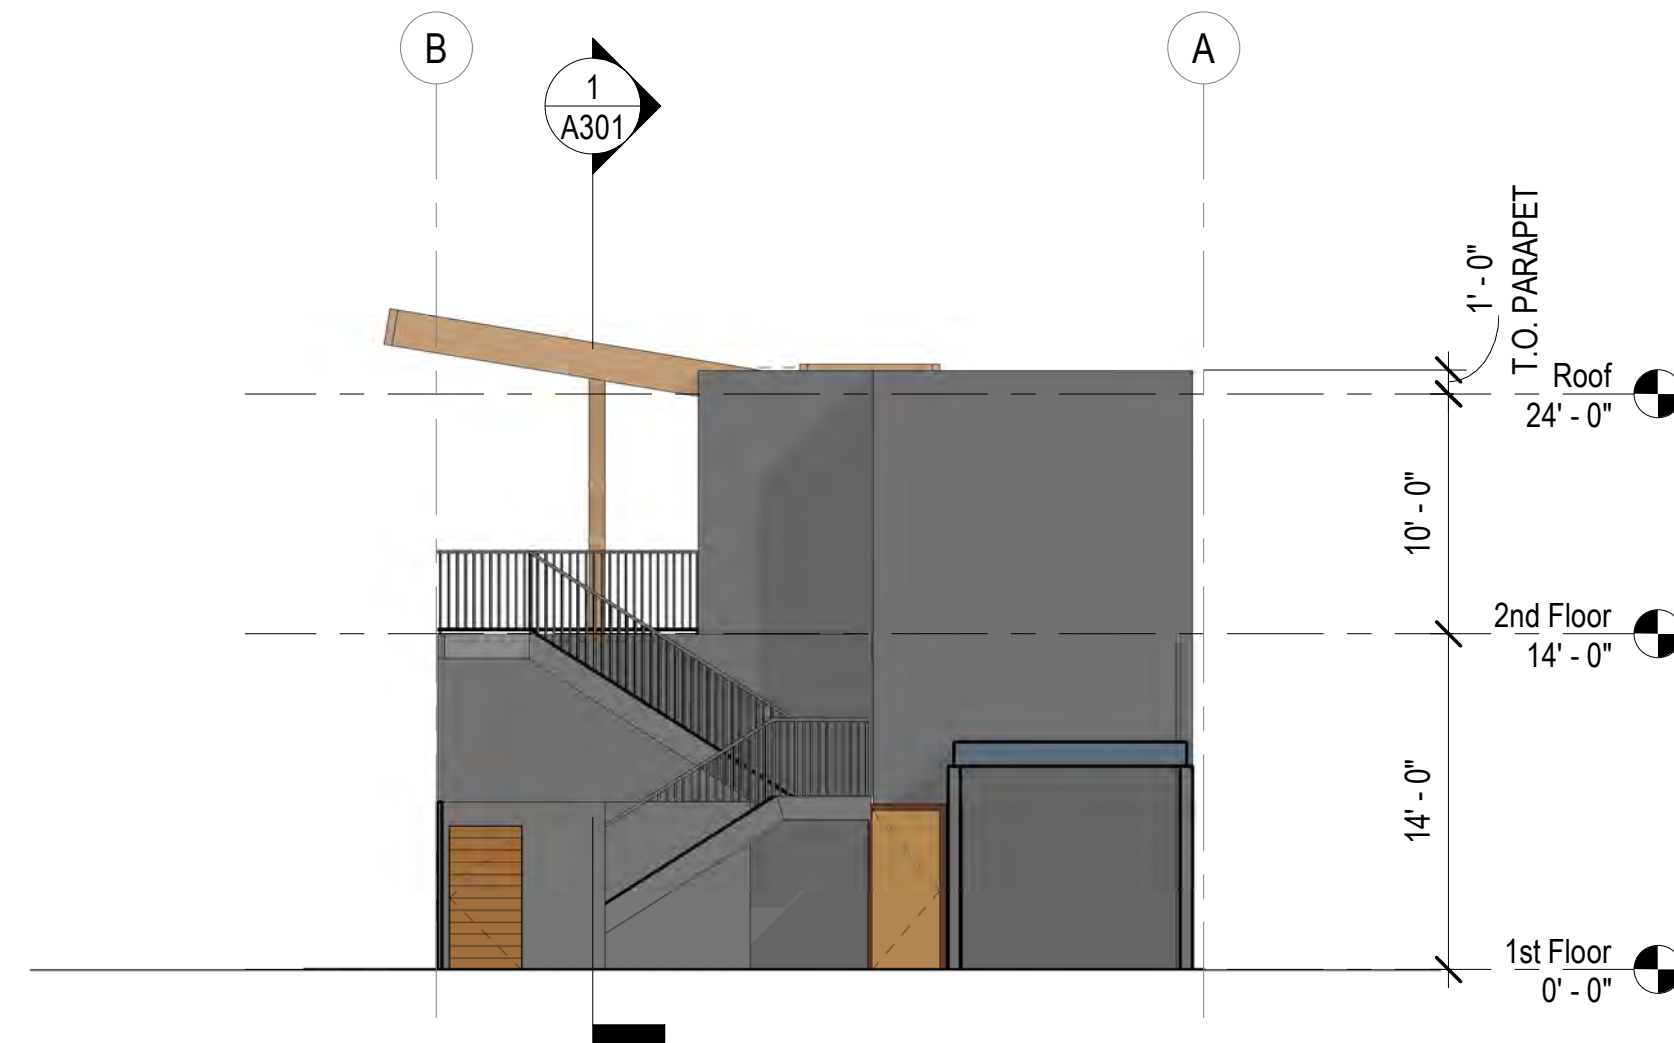 B
A
1
A301
1' - 0"
T.O. PARAPET
Roof
24' - 0"
10' - 0"
2nd Floor
14' - 0"
14' - 0"
1st Floor
0' - 0"